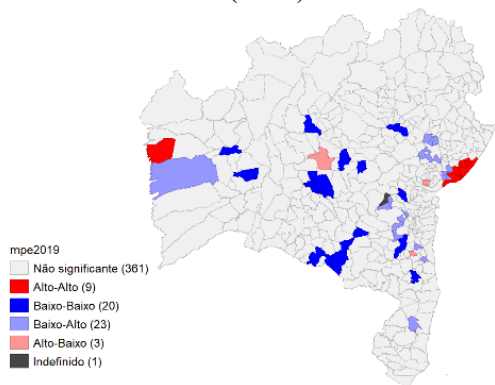 mpe2019
Não significante (361)
Alto-Alto (9)
Baixo-Baixo (20)
Baixo-Alto (23)
Alto-Baixo (3)
Indefinido (1)